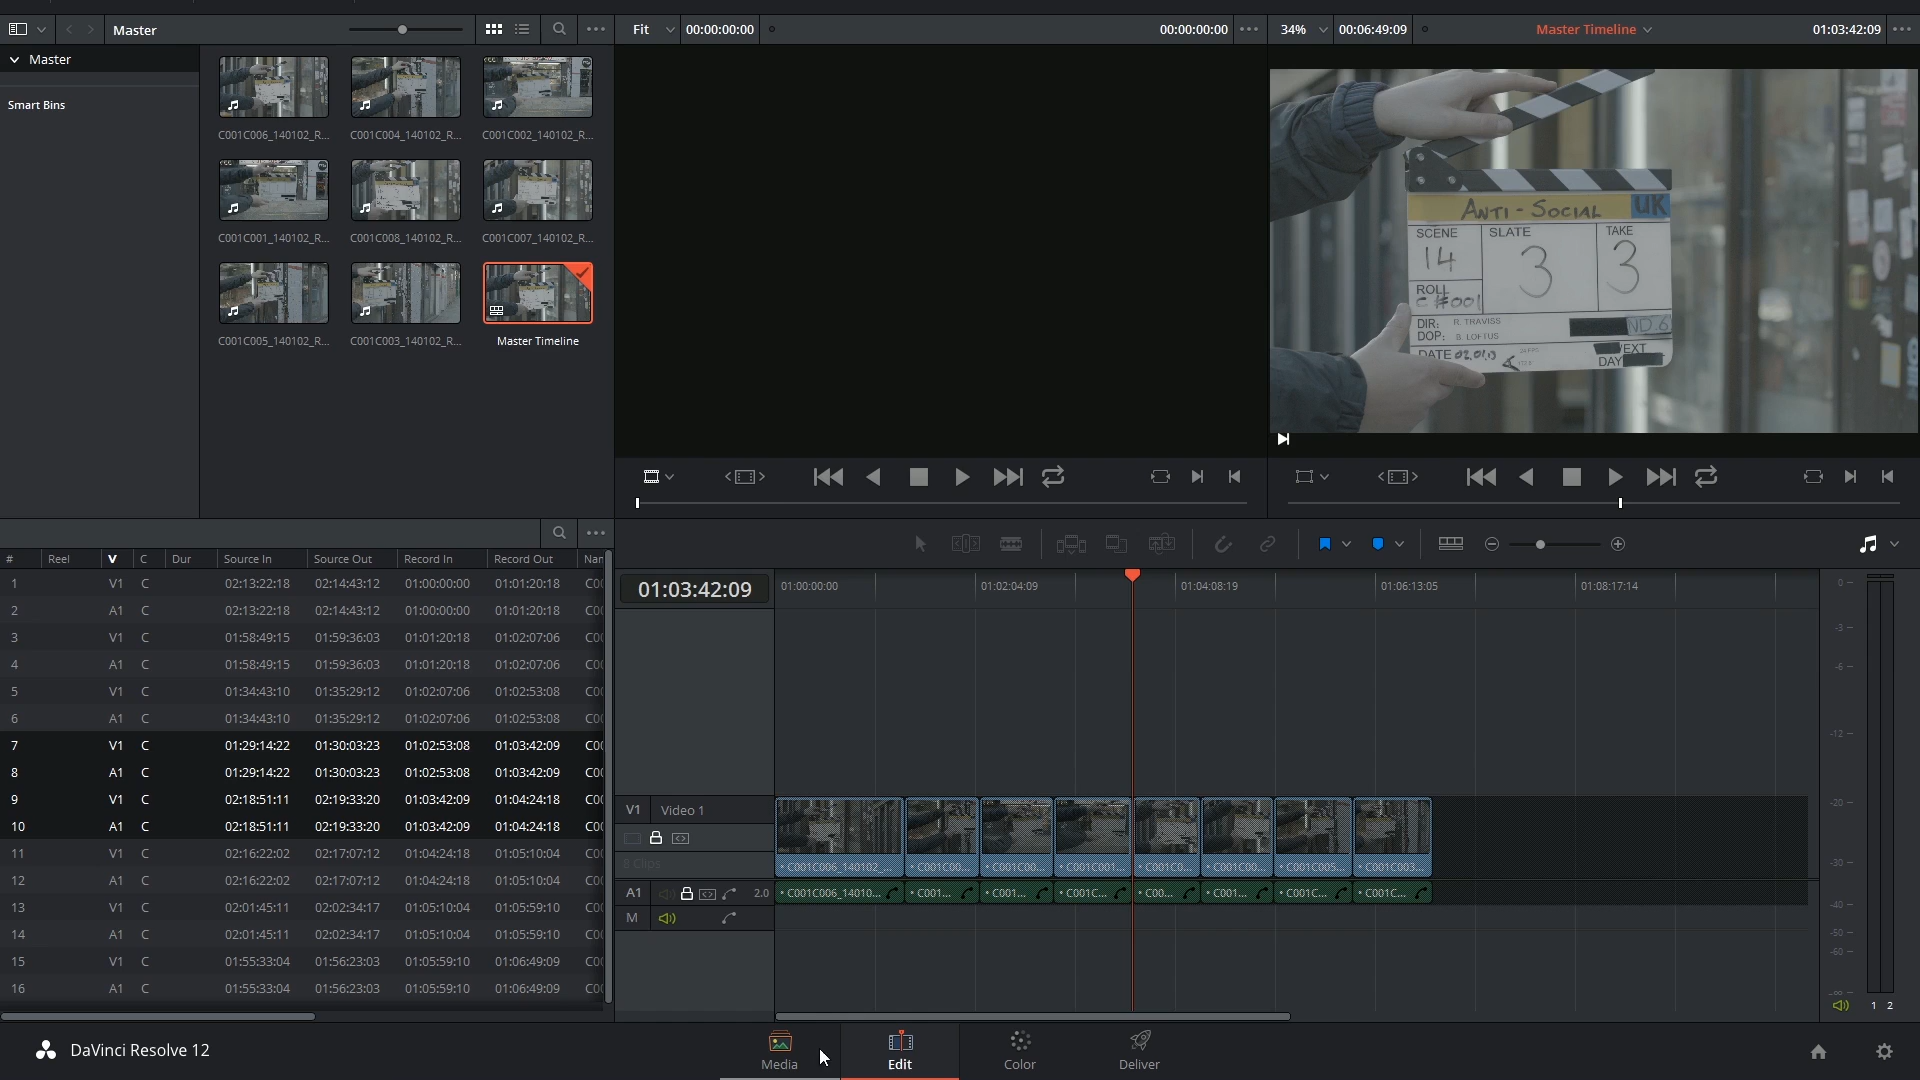 Master
Fit 00:00:00:00
00:00:00:00
34% 00:06:49:09
Master Timeline
01:03:42:09
Master
Smart Bins
C001C006_140102_R... C001C004_140102_R... C001C002_140102_R...
C001C001_140102_R... C001C008_140102_R... C001C007_140102_R...
C001C005_140102_R... C001C003_140102_R... Master Timeline
ANTI-SOCIAL UK
SCENE SLATE TAKE
14 3 3
ROLL
C#001
DIR: R. TRAVISS
ND.6
DOP: B. LOFTUS
DATE 02.01.13
EXT
DAY
# Reel V C Dur Source In Source Out Record In Record Out Nan
1 V1 C 02:13:22:18 02:14:43:12 01:00:00:00 01:01:20:18 C00
2 A1 C 02:13:22:18 02:14:43:12 01:00:00:00 01:01:20:18 C00
3 V1 C 01:58:49:15 01:59:36:03 01:01:20:18 01:02:07:06 C00
4 A1 C 01:58:49:15 01:59:36:03 01:01:20:18 01:02:07:06 C00
5 V1 C 01:34:43:10 01:35:29:12 01:02:07:06 01:02:53:08 C00
6 A1 C 01:34:43:10 01:35:29:12 01:02:07:06 01:02:53:08 C00
7 V1 C 01:29:14:22 01:30:03:23 01:02:53:08 01:03:42:09 C00
8 A1 C 01:29:14:22 01:30:03:23 01:02:53:08 01:03:42:09 C00
9 V1 C 02:18:51:11 02:19:33:20 01:03:42:09 01:04:24:18 C00
10 A1 C 02:18:51:11 02:19:33:20 01:03:42:09 01:04:24:18 C00
11 V1 C 02:16:22:02 02:17:07:12 01:04:24:18 01:05:10:04 C00
12 A1 C 02:16:22:02 02:17:07:12 01:04:24:18 01:05:10:04 C00
13 V1 C 02:01:45:11 02:02:34:17 01:05:10:04 01:05:59:10 C00
14 A1 C 02:01:45:11 02:02:34:17 01:05:10:04 01:05:59:10 C00
15 V1 C 01:55:33:04 01:56:23:03 01:05:59:10 01:06:49:09 C00
16 A1 C 01:55:33:04 01:56:23:03 01:05:59:10 01:06:49:09 C00
01:03:42:09
01:00:00:00 01:02:04:09 01:04:08:19 01:06:13:05 01:08:17:14
V1 Video 1
8 Clips
• C001C006_140102_... • C001C00... • C001C00... • C001C001... • C001C0... • C001C00... • C001C005... • C001C003...
A1 2.0
• C001C006_14010... • C001... • C001... • C001C... • C00... • C001... • C001C... • C001C...
M
0
-3
-6
-12
-20
-30
-40
-50
-60
-∞
1 2
DaVinci Resolve 12
Media Edit Color Deliver